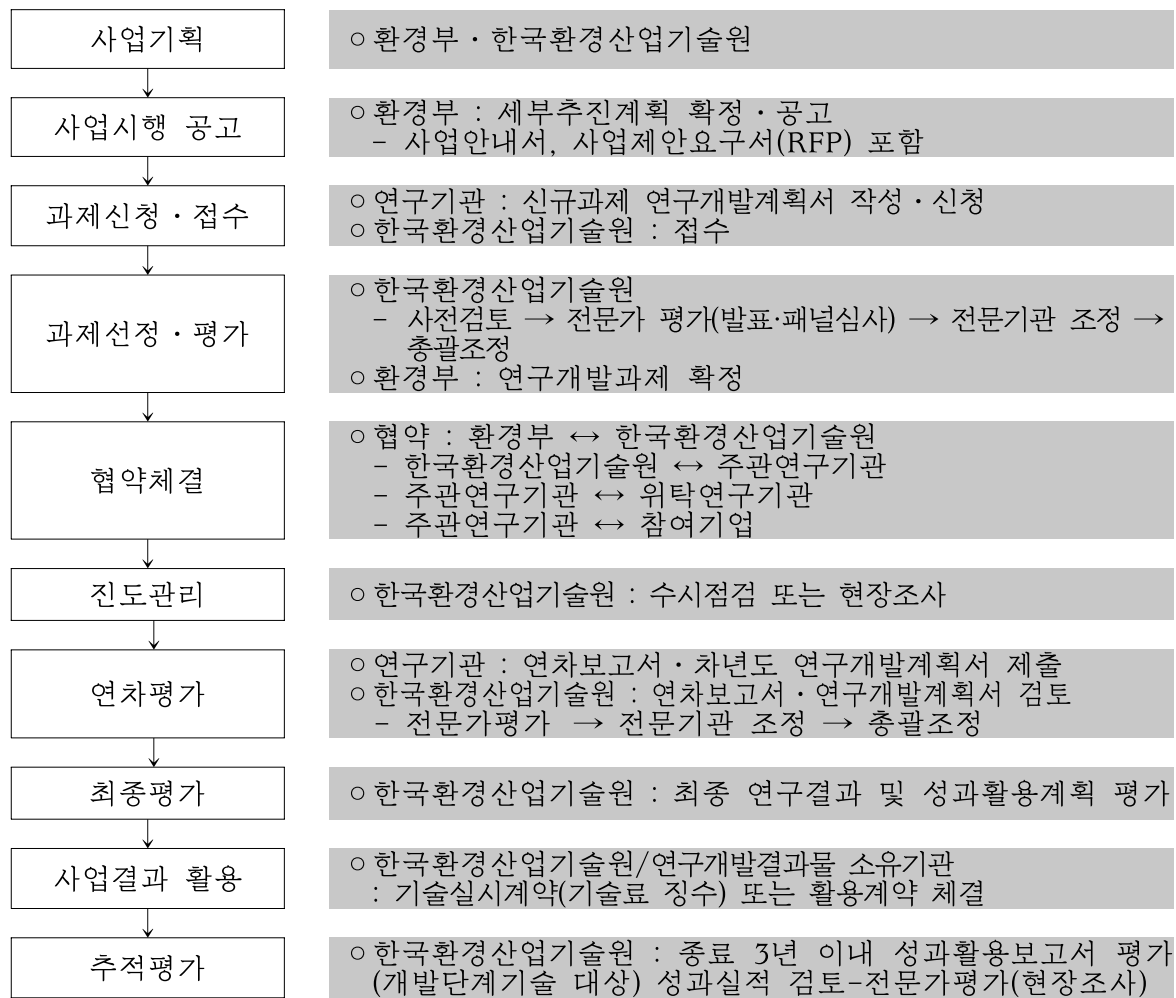 사업기획
○ 환경부・한국환경산업기술원
사업시행 공고
○ 환경부 : 세부추진계획 확정・공고
- 사업안내서, 사업제안요구서(RFP) 포함
과제신청・접수
○ 연구기관 : 신규과제 연구개발계획서 작성・신청
○ 한국환경산업기술원 : 접수
과제선정・평가
○ 한국환경산업기술원
- 사전검토 → 전문가 평가(발표·패널심사) → 전문기관 조정 →
총괄조정
○ 환경부 : 연구개발과제 확정
협약체결
○ 협약 : 환경부 ↔ 한국환경산업기술원
- 한국환경산업기술원 ↔ 주관연구기관
- 주관연구기관 ↔ 위탁연구기관
- 주관연구기관 ↔ 참여기업
진도관리
○ 한국환경산업기술원 : 수시점검 또는 현장조사
연차평가
○ 연구기관 : 연차보고서・차년도 연구개발계획서 제출
○ 한국환경산업기술원 : 연차보고서・연구개발계획서 검토
- 전문가평가 → 전문기관 조정 → 총괄조정
최종평가
○ 한국환경산업기술원 : 최종 연구결과 및 성과활용계획 평가
사업결과 활용
○ 한국환경산업기술원/연구개발결과물 소유기관
: 기술실시계약(기술료 징수) 또는 활용계약 체결
추적평가
○ 한국환경산업기술원 : 종료 3년 이내 성과활용보고서 평가
(개발단계기술 대상) 성과실적 검토-전문가평가(현장조사)